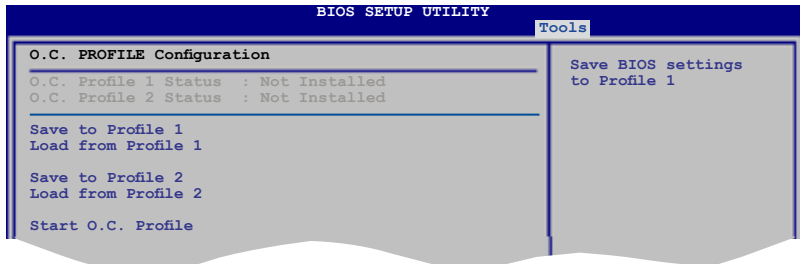 BIOS SETUP UTILITY
Tools
O.C. PROFILE Configuration
O.C. Profile 1 Status : Not Installed
O.C. Profile 2 Status : Not Installed
Save to Profile 1
Load from Profile 1
Save to Profile 2
Load from Profile 2
Start O.C. Profile
Save BIOS settings
to Profile 1